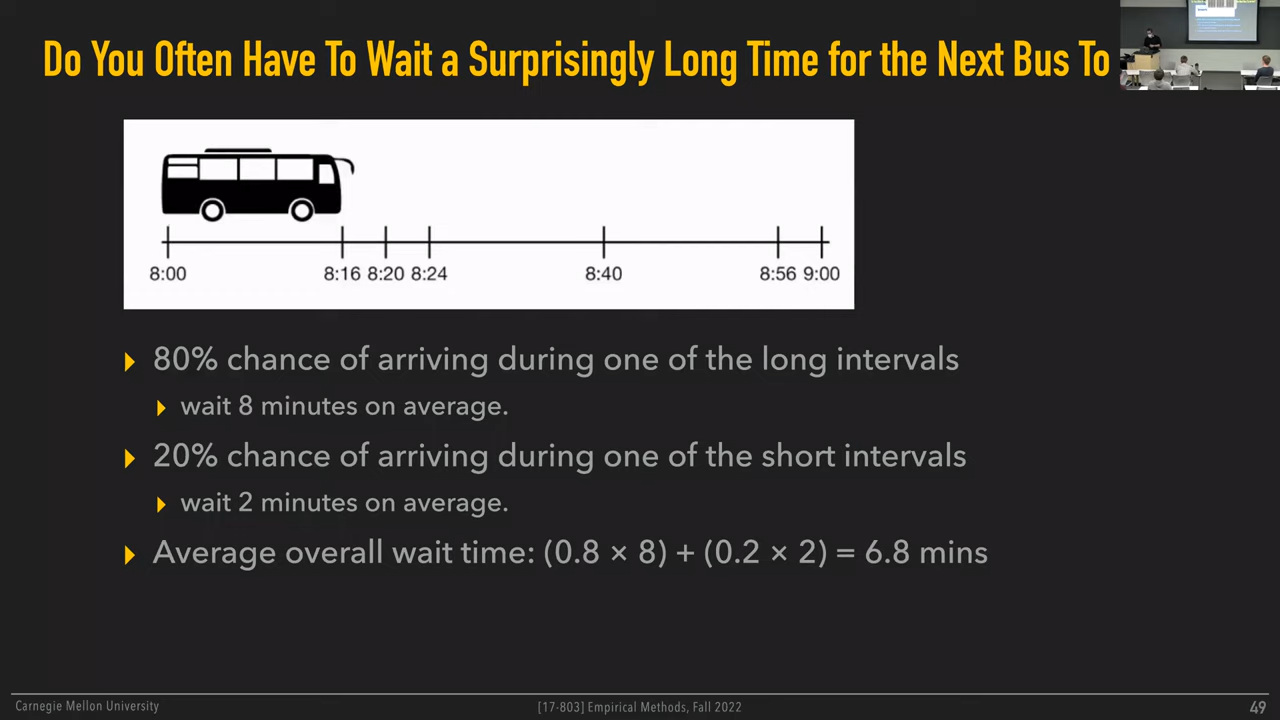 Do You Often Have To Wait a Surprisingly Long Time for the Next Bus To
8:00 8:16 8:20 8:24 8:40 8:56 9:00
80% chance of arriving during one of the long intervals
wait 8 minutes on average.
20% chance of arriving during one of the short intervals
wait 2 minutes on average.
Average overall wait time: (0.8 × 8) + (0.2 × 2) = 6.8 mins
Carnegie Mellon University
[17-803] Empirical Methods, Fall 2022
49